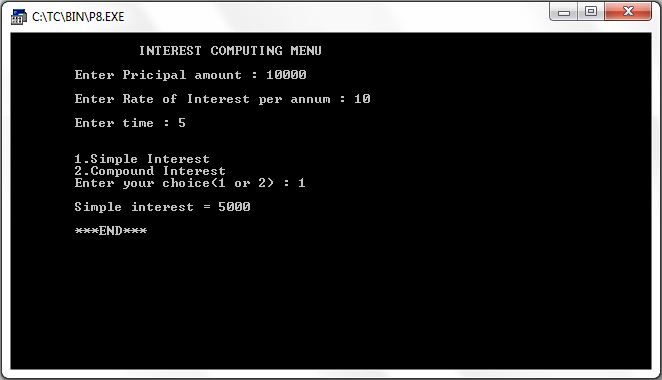 C:\TC\BIN\P8.EXE
INTEREST COMPUTING MENU
Enter Pricipal amount : 10000
Enter Rate of Interest per annum : 10
Enter time : 5
1.Simple Interest
2.Compound Interest
Enter your choice(1 or 2) : 1
Simple interest = 5000
***END***